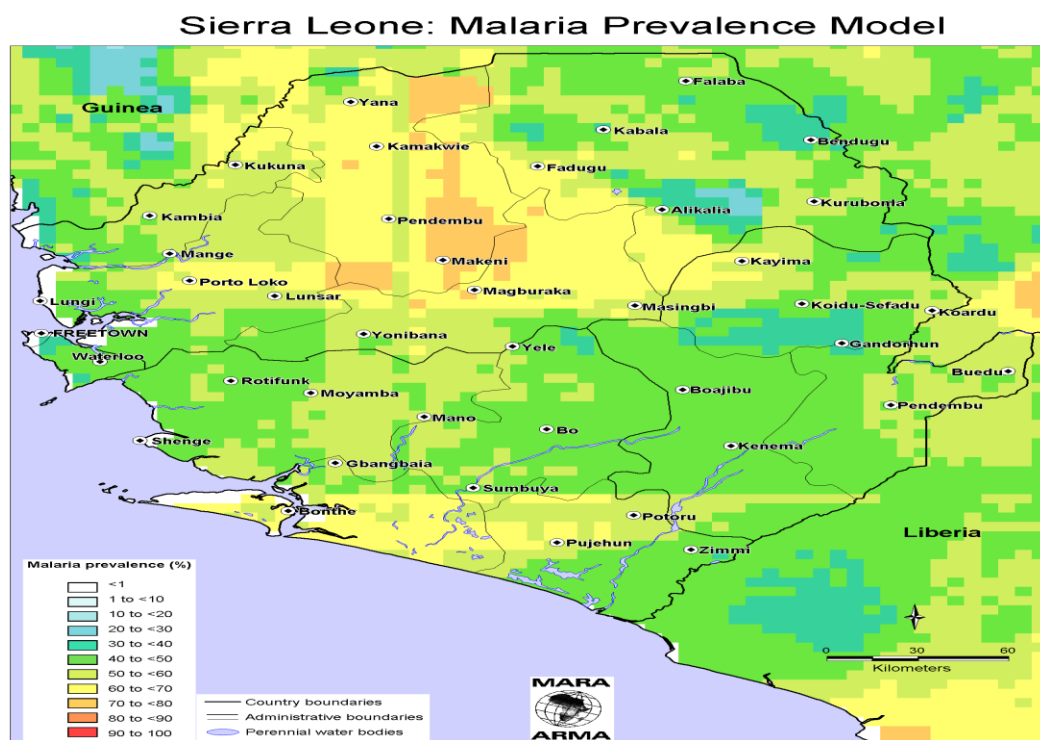 Sierra Leone: Malaria Prevalence Model
Guinea
Falaba
Yana
Kabala
Bendugu
Kamakwie
Kukuna
Fadugu
Kurubonla
Alikalia
Kambia
Pendembu
Mange
Makeni
Kayima
Porto Loko
Magburaka
Lunsar
Masingbi
Koidu-Sefadu
Lungi
Koardu
FREETOWN
Yonibana
Yele
Gandorhun
Waterloo
Buedu
Rotifunk
Moyamba
Boajibu
Pendembu
Mano
Bo
Shenge
Kenema
Gbangbaia
Sumbuya
Bonthe
Potoru
Liberia
Pujehun
Zimmi
Malaria prevalence (%)
<1
1 to <10
10 to <20
20 to <30
30 to <40
40 to <50
50 to <60
60 to <70
70 to <80
80 to <90
90 to 100
Country boundaries
Administrative boundaries
Perennial water bodies
MARA
ARMA
0 30 60
Kilometers